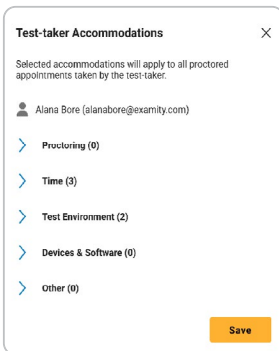 Test-taker Accommodations
Selected accommodations will apply to all proctored
appointments taken by the test-taker.
Alana Bore (alanabore@examity.com)
Proctoring (0)
Time (3)
Test Environment (2)
Devices & Software (0)
Other (0)
Save